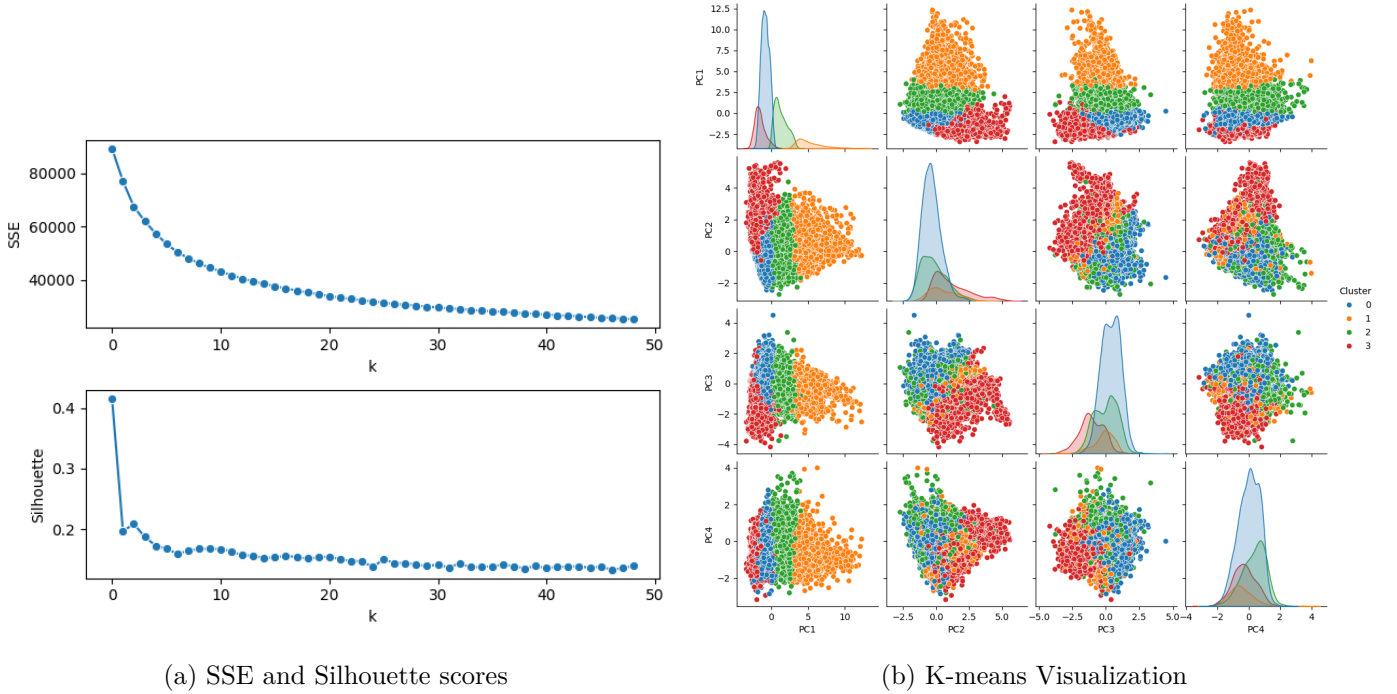 80000
60000
40000
SSE
0 10 20 30 40 50
k
0.4
0.3
0.2
Silhouette
0 10 20 30 40 50
k
(a) SSE and Silhouette scores
12.5
10.0
7.5
5.0
2.5
0.0
−2.5
PC1
4
2
0
−2
PC2
4
2
0
−2
−4
PC3
4
2
0
−2
PC4
0 5 10
PC1
−2.5 0.0 2.5 5.0
PC2
−5.0 −2.5 0.0 2.5 5.0
PC3
−4 −2 0 2 4
PC4
Cluster
0
1
2
3
(b) K-means Visualization